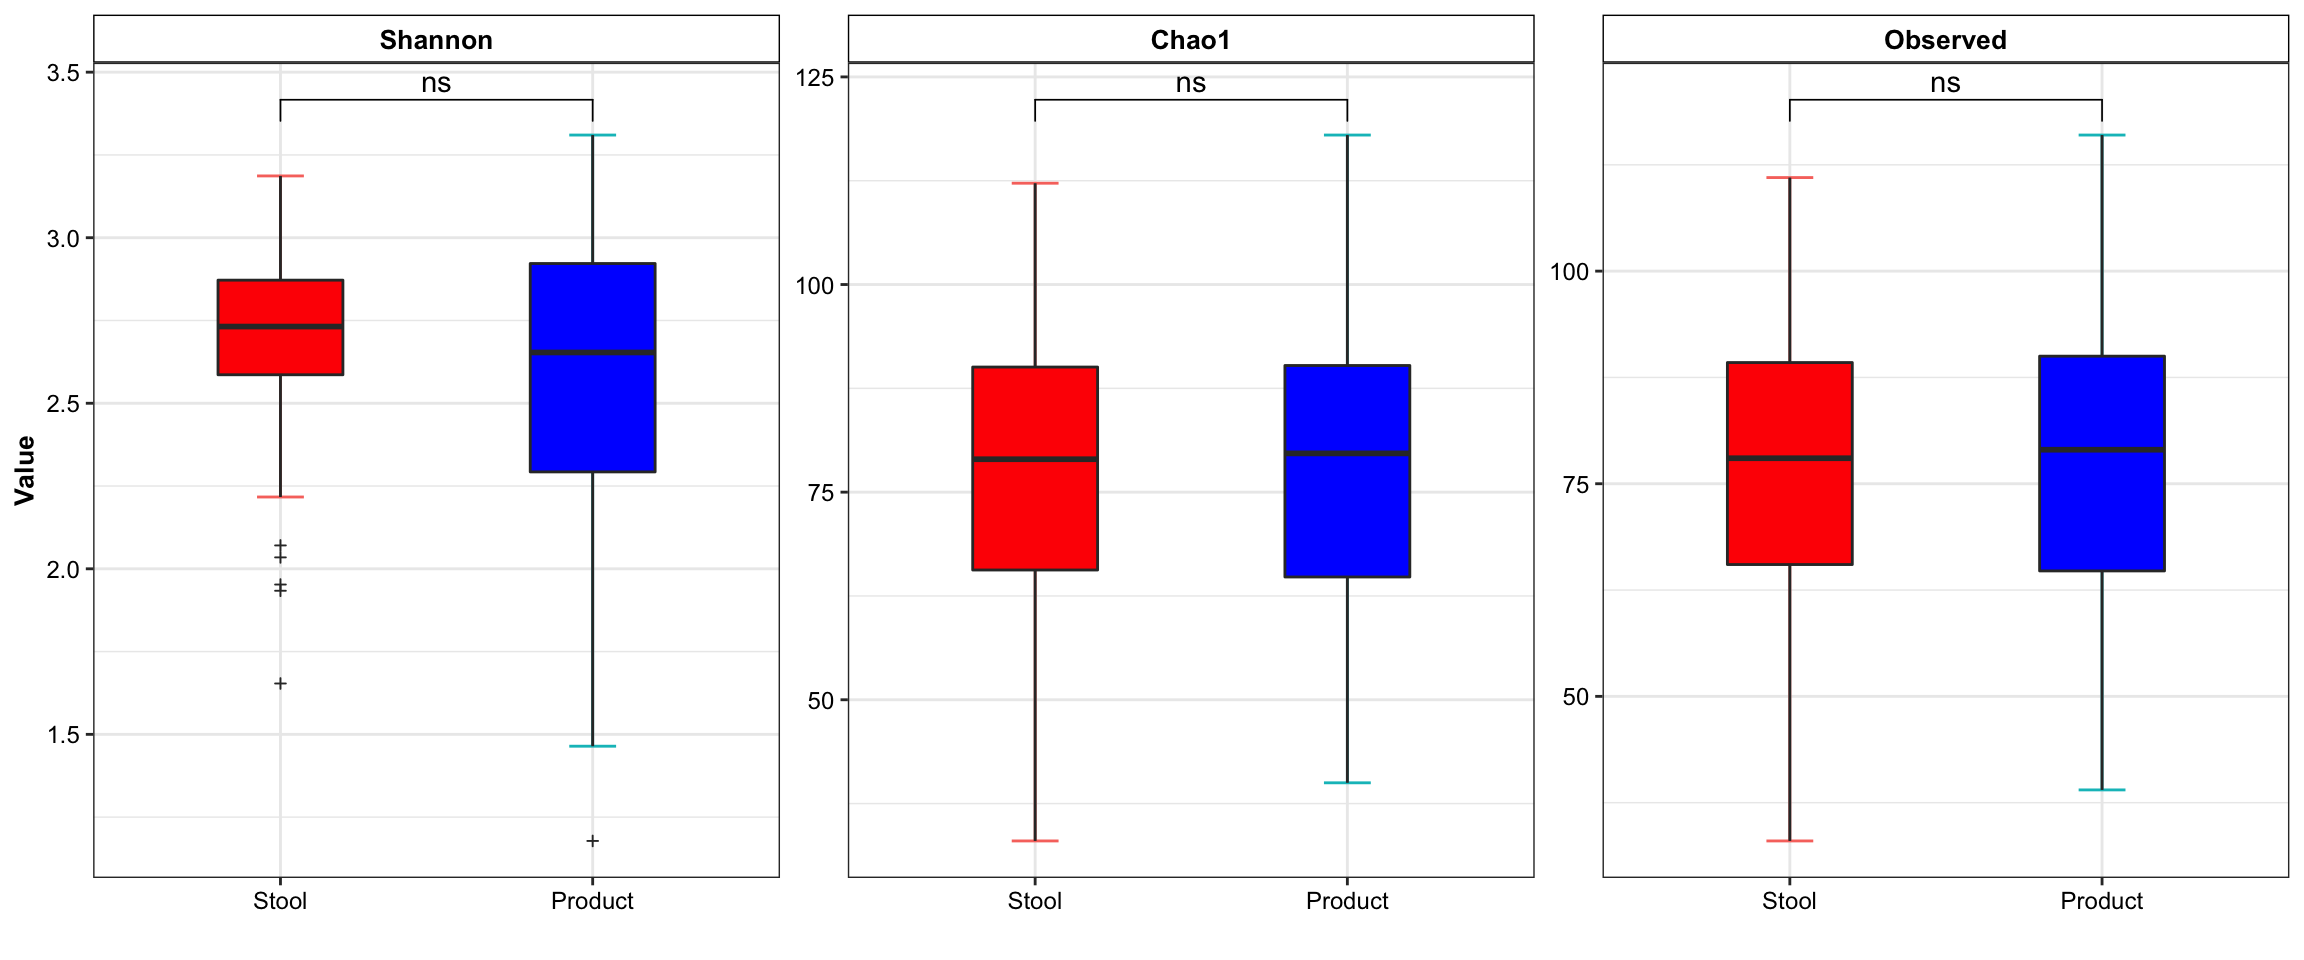 Shannon
Chao1
Observed
Value
3.5
3.0
2.5
2.0
1.5
ns
Stool
Product
125
100
75
50
ns
Stool
Product
100
75
50
ns
Stool
Product